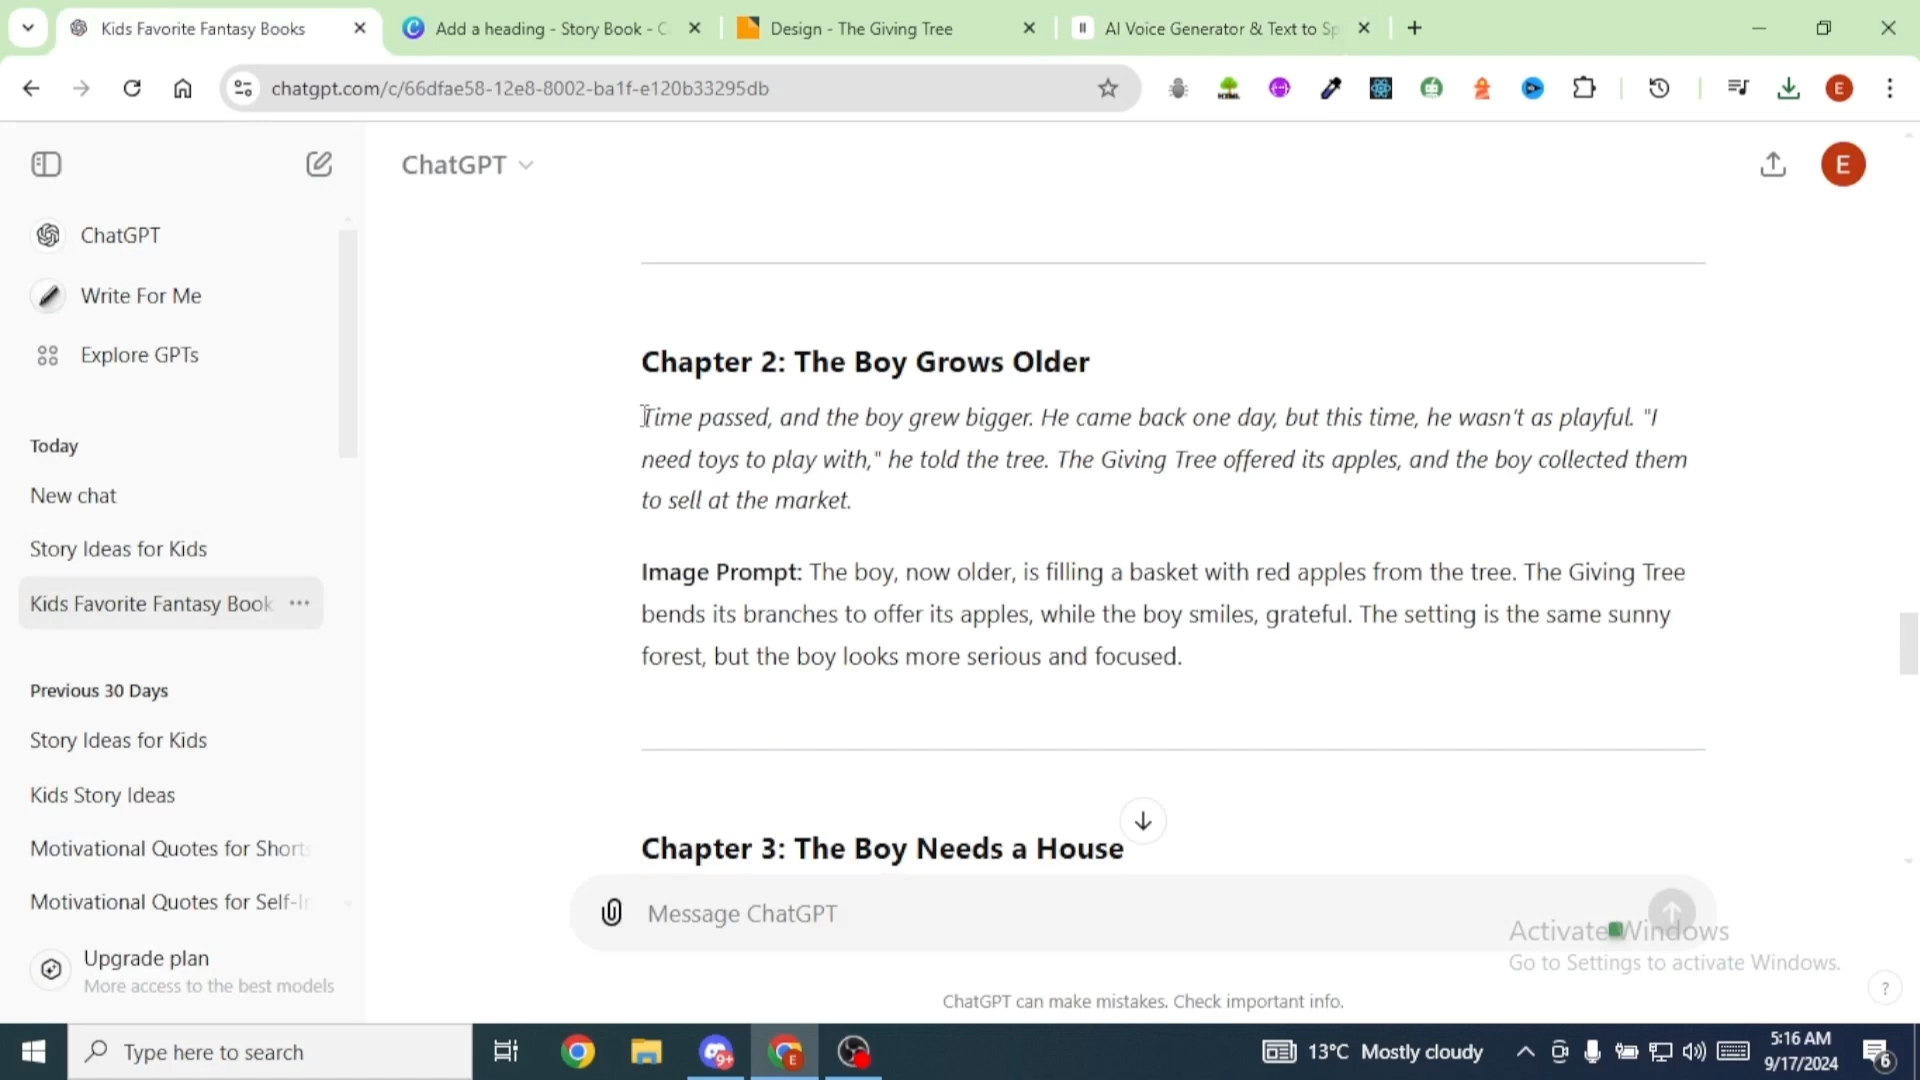 Kids Favorite Fantasy Books
Add a heading - Story Book - C
Design - The Giving Tree
AI Voice Generator & Text to Sp
chatgpt.com/c/66dfae58-12e8-8002-ba1f-e120b33295db
E
ChatGPT
E
ChatGPT
Write For Me
Explore GPTs
Today
New chat
Story Ideas for Kids
Kids Favorite Fantasy Book
Previous 30 Days
Story Ideas for Kids
Kids Story Ideas
Motivational Quotes for Shorts
Motivational Quotes for Self-Ir
Upgrade plan
More access to the best models
Chapter 2: The Boy Grows Older
Time passed, and the boy grew bigger. He came back one day, but this time, he wasn't as playful. "I
need toys to play with," he told the tree. The Giving Tree offered its apples, and the boy collected them
to sell at the market.
Image Prompt: The boy, now older, is filling a basket with red apples from the tree. The Giving Tree
bends its branches to offer its apples, while the boy smiles, grateful. The setting is the same sunny
forest, but the boy looks more serious and focused.
Chapter 3: The Boy Needs a House
Message ChatGPT
Activate Windows
Go to Settings to activate Windows.
ChatGPT can make mistakes. Check important info.
?
Type here to search
9+
E
13°C Mostly cloudy
5:16 AM
9/17/2024
6